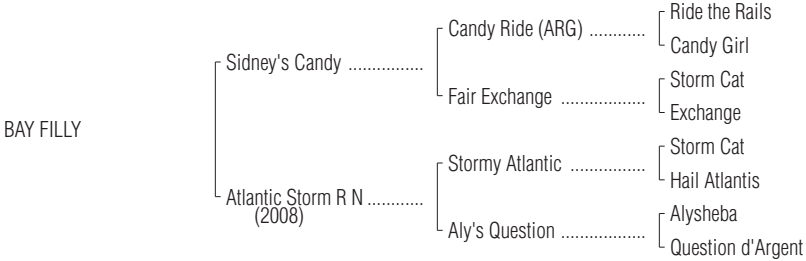 Ride the Rails
Candy Ride (ARG) ............
Candy Girl
Sidney's Candy ................
Storm Cat
Fair Exchange ..................
Exchange
BAY FILLY
Storm Cat
Stormy Atlantic ................
Hail Atlantis
Atlantic Storm R N ............
(2008)
Alysheba
Aly's Question ..................
Question d'Argent